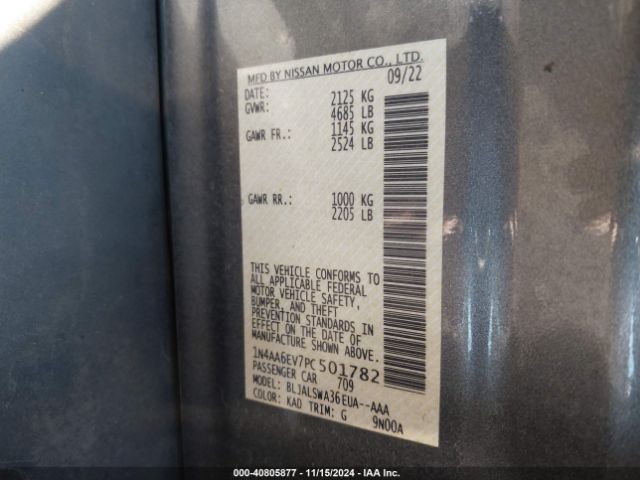 MFD BY NISSAN MOTOR CO., LTD.
DATE: 09/22
GVWR: 2125 KG
4685 LB
GAWR FR.: 1145 KG
2524 LB
GAWR RR.: 1000 KG
2205 LB
THIS VEHICLE CONFORMS TO
ALL APPLICABLE FEDERAL
MOTOR VEHICLE SAFETY,
BUMPER, AND THEFT
PREVENTION STANDARDS IN
EFFECT ON THE DATE OF
MANUFACTURE SHOWN ABOVE.
1N4AA6EV7PC501782
PASSENGER CAR 709
MODEL: BLJALSWA36EUA--AAA
COLOR: KAD TRIM: G 9N00A
000-40805877 - 11/15/2024 - IAA Inc.